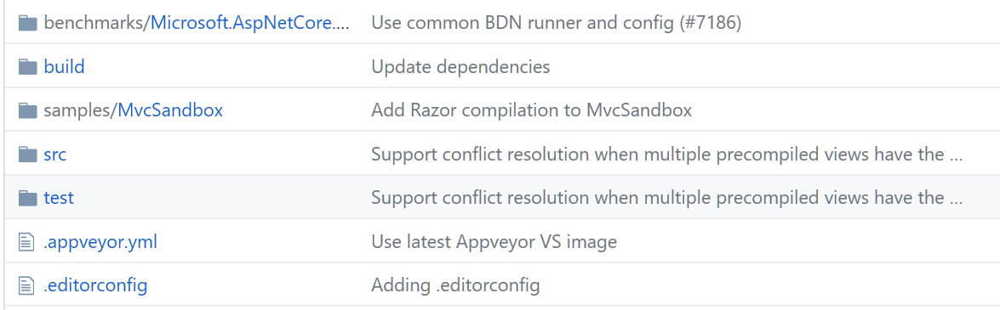 benchmarks/Microsoft.AspNetCore.... Use common BDN runner and config (#7186)
build Update dependencies
samples/MvcSandbox Add Razor compilation to MvcSandbox
src Support conflict resolution when multiple precompiled views have the ...
test Support conflict resolution when multiple precompiled views have the ...
.appveyor.yml Use latest Appveyor VS image
.editorconfig Adding .editorconfig